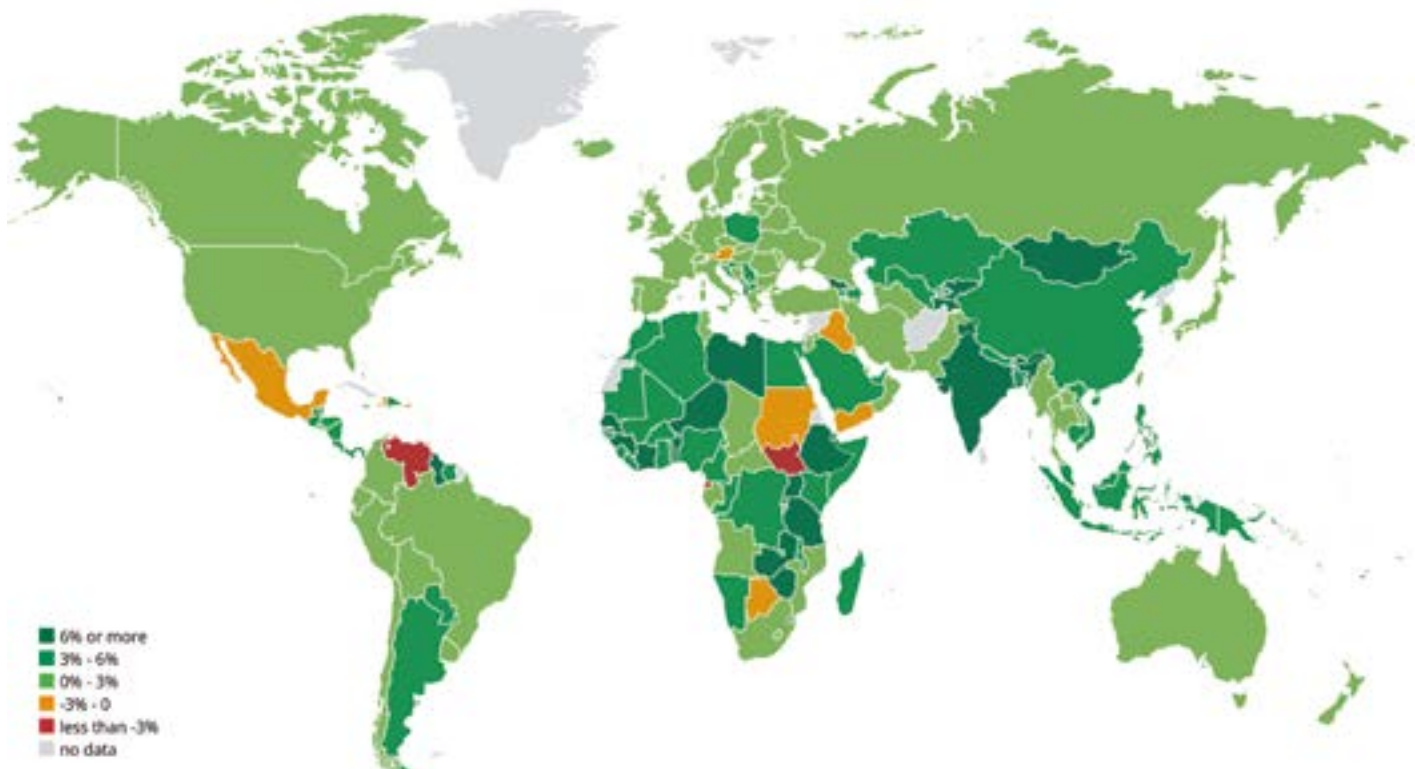 6% or more
3% - 6%
0% - 3%
-3% - 0
less than -3%
no data